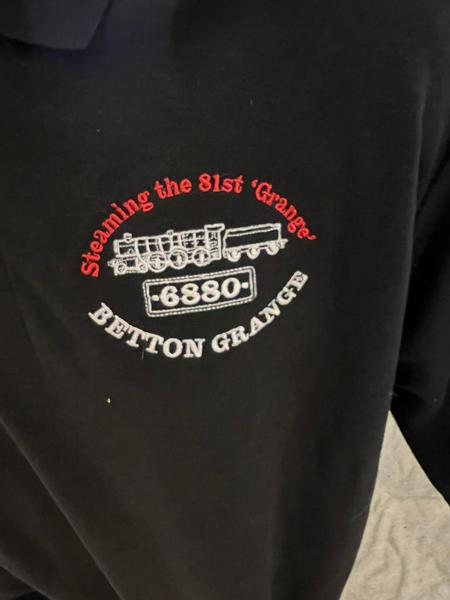 Steaming the 81st 'Grange'
·6880·
BETTON GRANGE